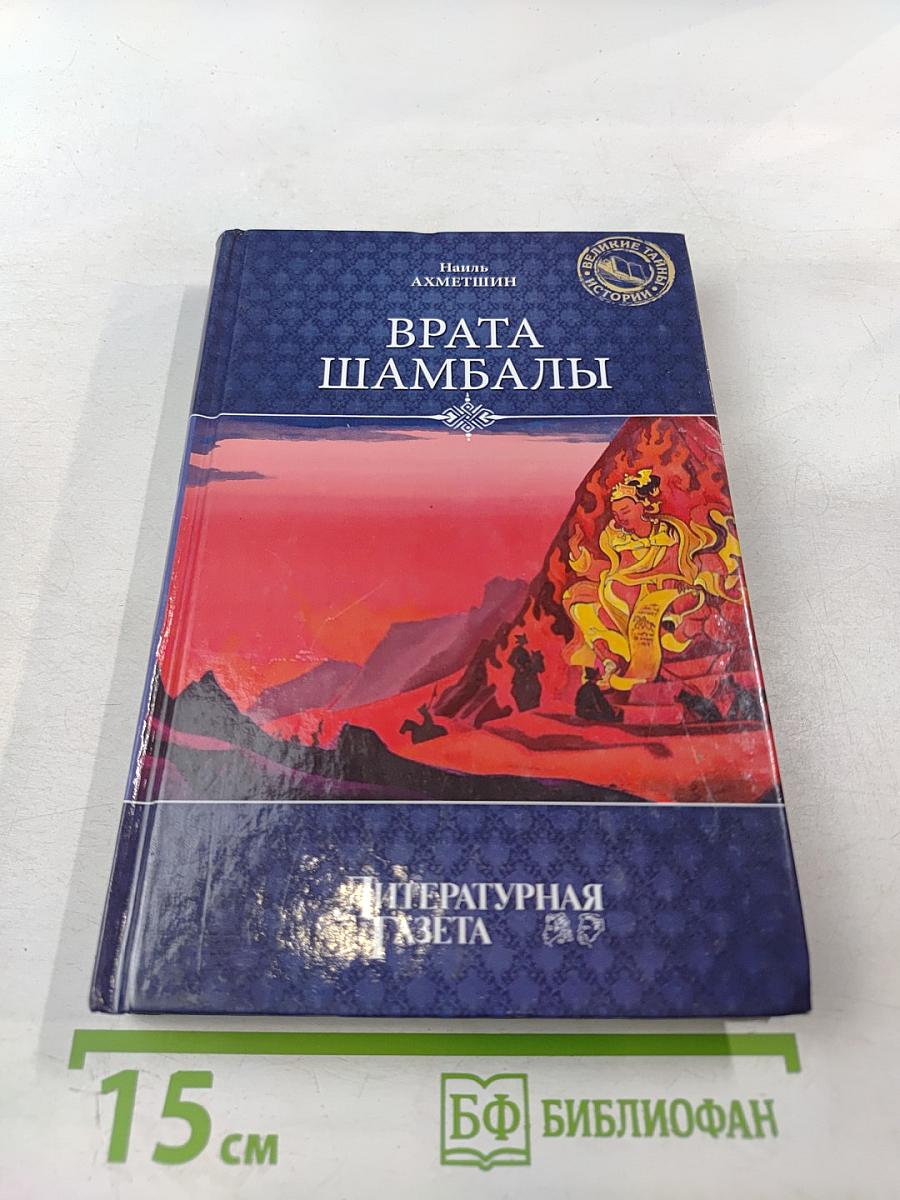 Наиль
АХМЕТШИН
ВЕЛИКИЕ ТАЙНЫ
• ИСТОРИИ •
ВРАТА
ШАМБАЛЫ
ЛИТЕРАТУРНАЯ
ГАЗЕТА
15 см
БФ БИБЛИОФАН